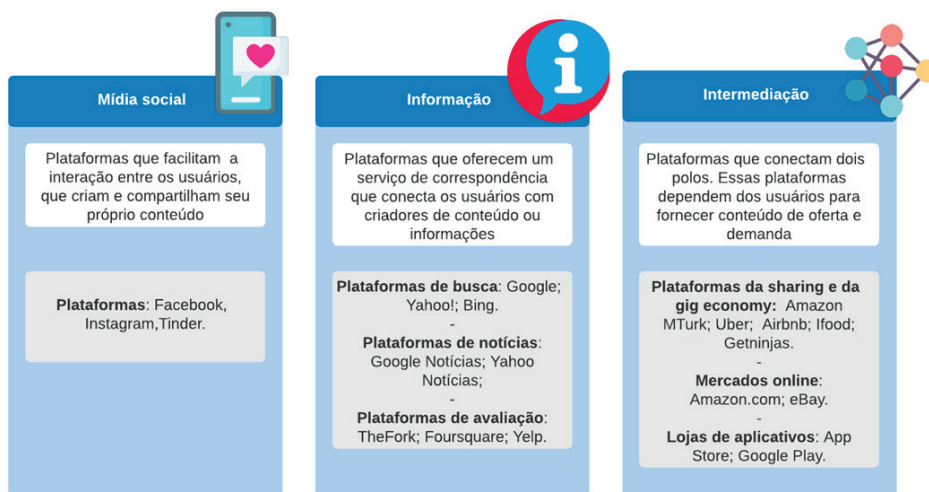 Mídia social
Plataformas que facilitam a
interação entre os usuários,
que criam e compartilham seu
próprio conteúdo
Plataformas: Facebook,
Instagram,Tinder.
Informação
Plataformas que oferecem um
serviço de correspondência
que conecta os usuários com
criadores de conteúdo ou
informações
Plataformas de busca: Google;
Yahoo!; Bing.
-
Plataformas de notícias:
Google Notícias; Yahoo
Notícias;
-
Plataformas de avaliação:
TheFork; Foursquare; Yelp.
Intermediação
Plataformas que conectam dois
polos. Essas plataformas
dependem dos usuários para
fornecer conteúdo de oferta e
demanda
Plataformas da sharing e da
gig economy: Amazon
MTurk; Uber; Airbnb; Ifood;
Getninjas.
-
Mercados online:
Amazon.com; eBay.
-
Lojas de aplicativos: App
Store; Google Play.